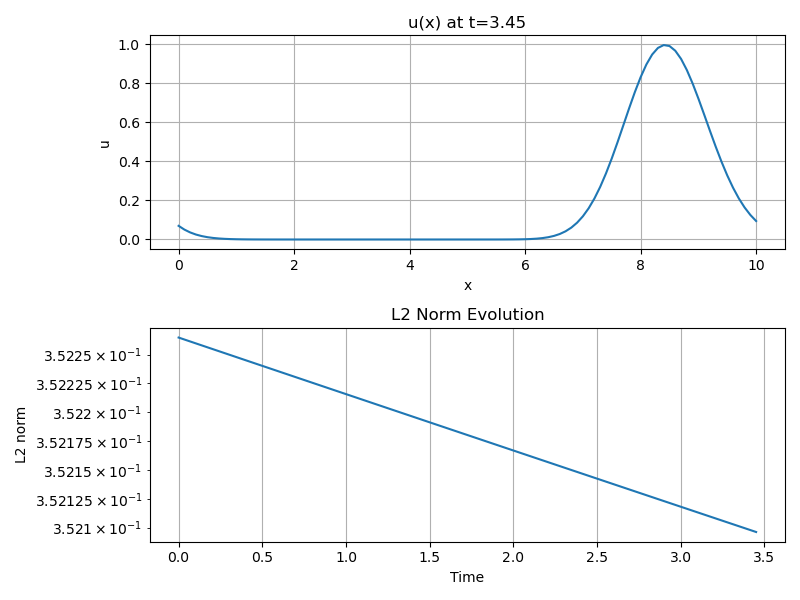 u(x) at t=3.45
1.0
0.8
0.6
0.4
0.2
0.0
u
0 2 4 6 8 10
x
L2 Norm Evolution
3.5225 × 10⁻¹
3.52225 × 10⁻¹
3.522 × 10⁻¹
3.52175 × 10⁻¹
3.5215 × 10⁻¹
3.52125 × 10⁻¹
3.521 × 10⁻¹
L2 norm
0.0 0.5 1.0 1.5 2.0 2.5 3.0 3.5
Time